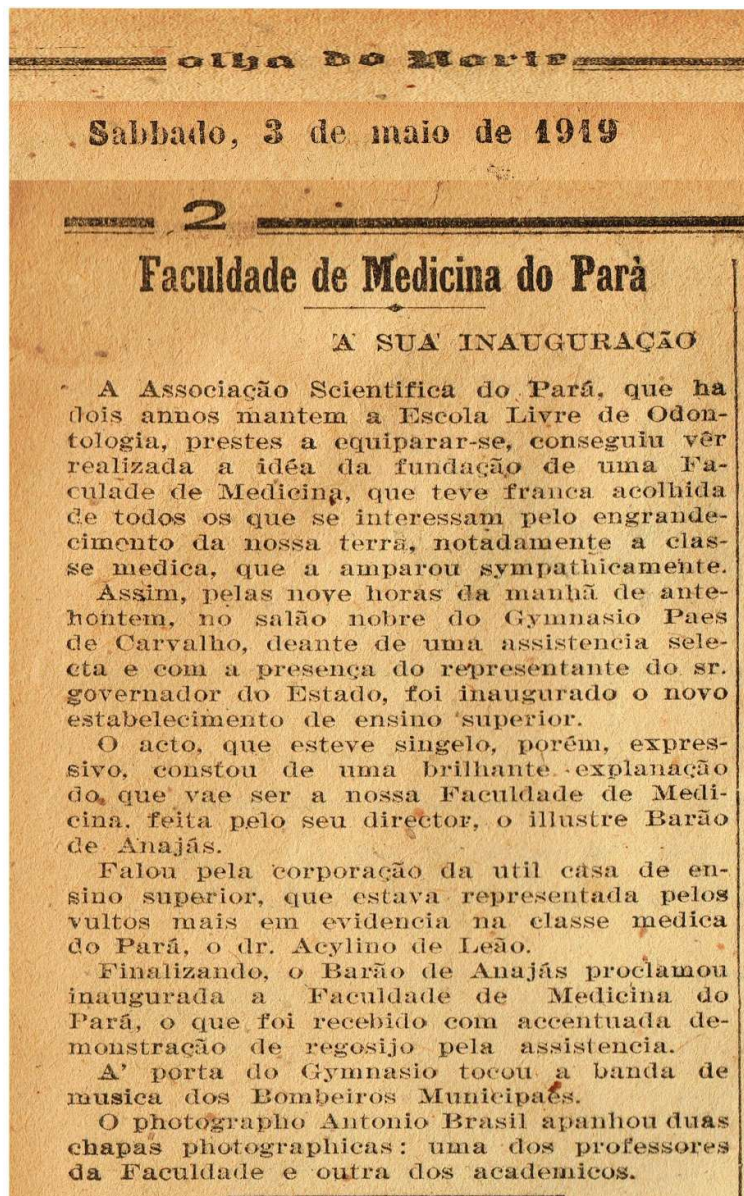 olha do Norte
Sabbado, 3 de maio de 1919
2
Faculdade de Medicina do Parà
A SUA INAUGURAÇÃO
A Associação Scientifica do Pará, que ha
dois annos mantem a Escola Livre de Odon-
tologia, prestes a equiparar-se, conseguiu vêr
realizada a idéa da fundação de uma Fa-
culade de Medicina, que teve franca acolhida
de todos os que se interessam pelo engrande-
cimento da nossa terra, notadamente a clas-
se medica, que a amparou sympathicamente.
Assim, pelas nove horas da manhã de ante-
hontem, no salão nobre do Gymnasio Paes
de Carvalho, deante de uma assistencia sele-
cta e com a presença do representante do sr.
governador do Estado, foi inaugurado o novo
estabelecimento de ensino superior.
O acto, que esteve singelo, porém, expres-
sivo, constou de uma brilhante explanação
do que vae ser a nossa Faculdade de Medi-
cina, feita pelo seu director, o illustre Barão
de Anajás.
Falou pela corporação da util casa de en-
sino superior, que estava representada pelos
vultos mais em evidencia na classe medica
do Pará, o dr. Acylino de Leão.
Finalizando, o Barão de Anajás proclamou
inaugurada a Faculdade de Medicina do
Pará, o que foi recebido com accentuada de-
monstração de regosijo pela assistencia.
A' porta do Gymnasio tocou a banda de
musica dos Bombeiros Municipaes.
O photographo Antonio Brasil apanhou duas
chapas photographicas: uma dos professores
da Faculdade e outra dos academicos.